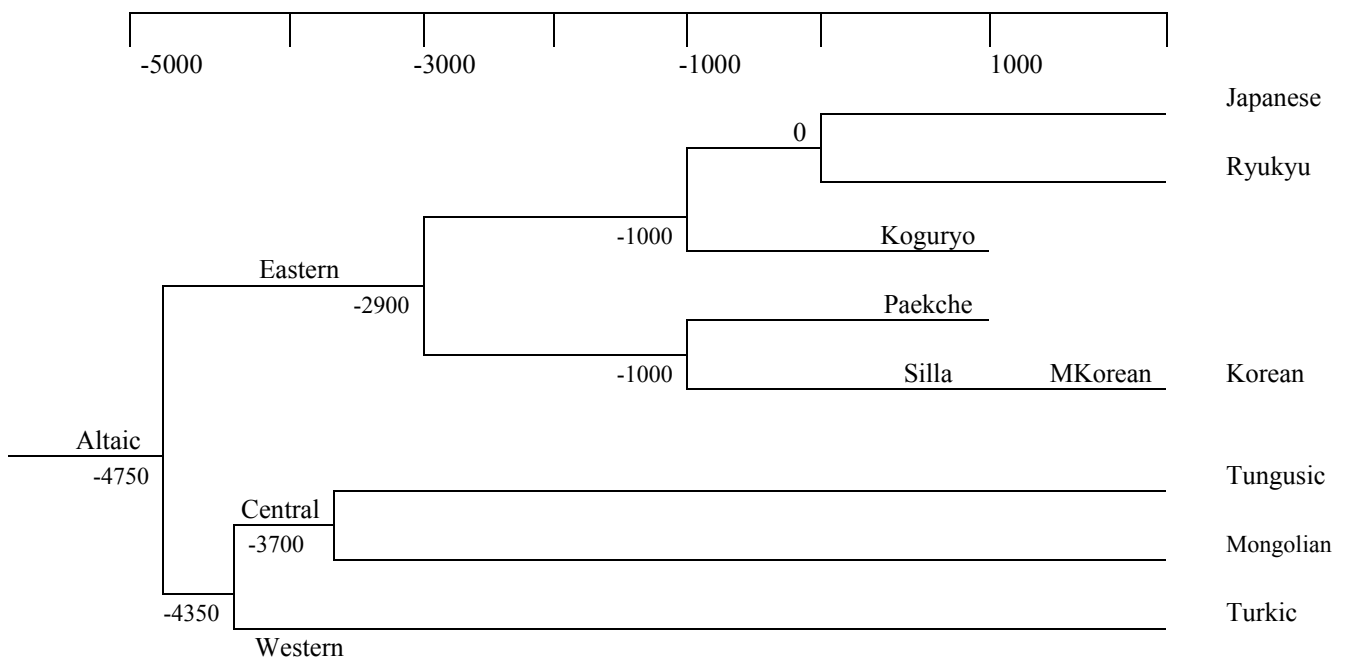 -5000 -3000 -1000 1000
Japanese
0
Ryukyu
-1000 Koguryo
Eastern
-2900 Paekche
-1000 Silla MKorean Korean
Altaic
-4750 Tungusic
Central
-3700 Mongolian
-4350 Turkic
Western